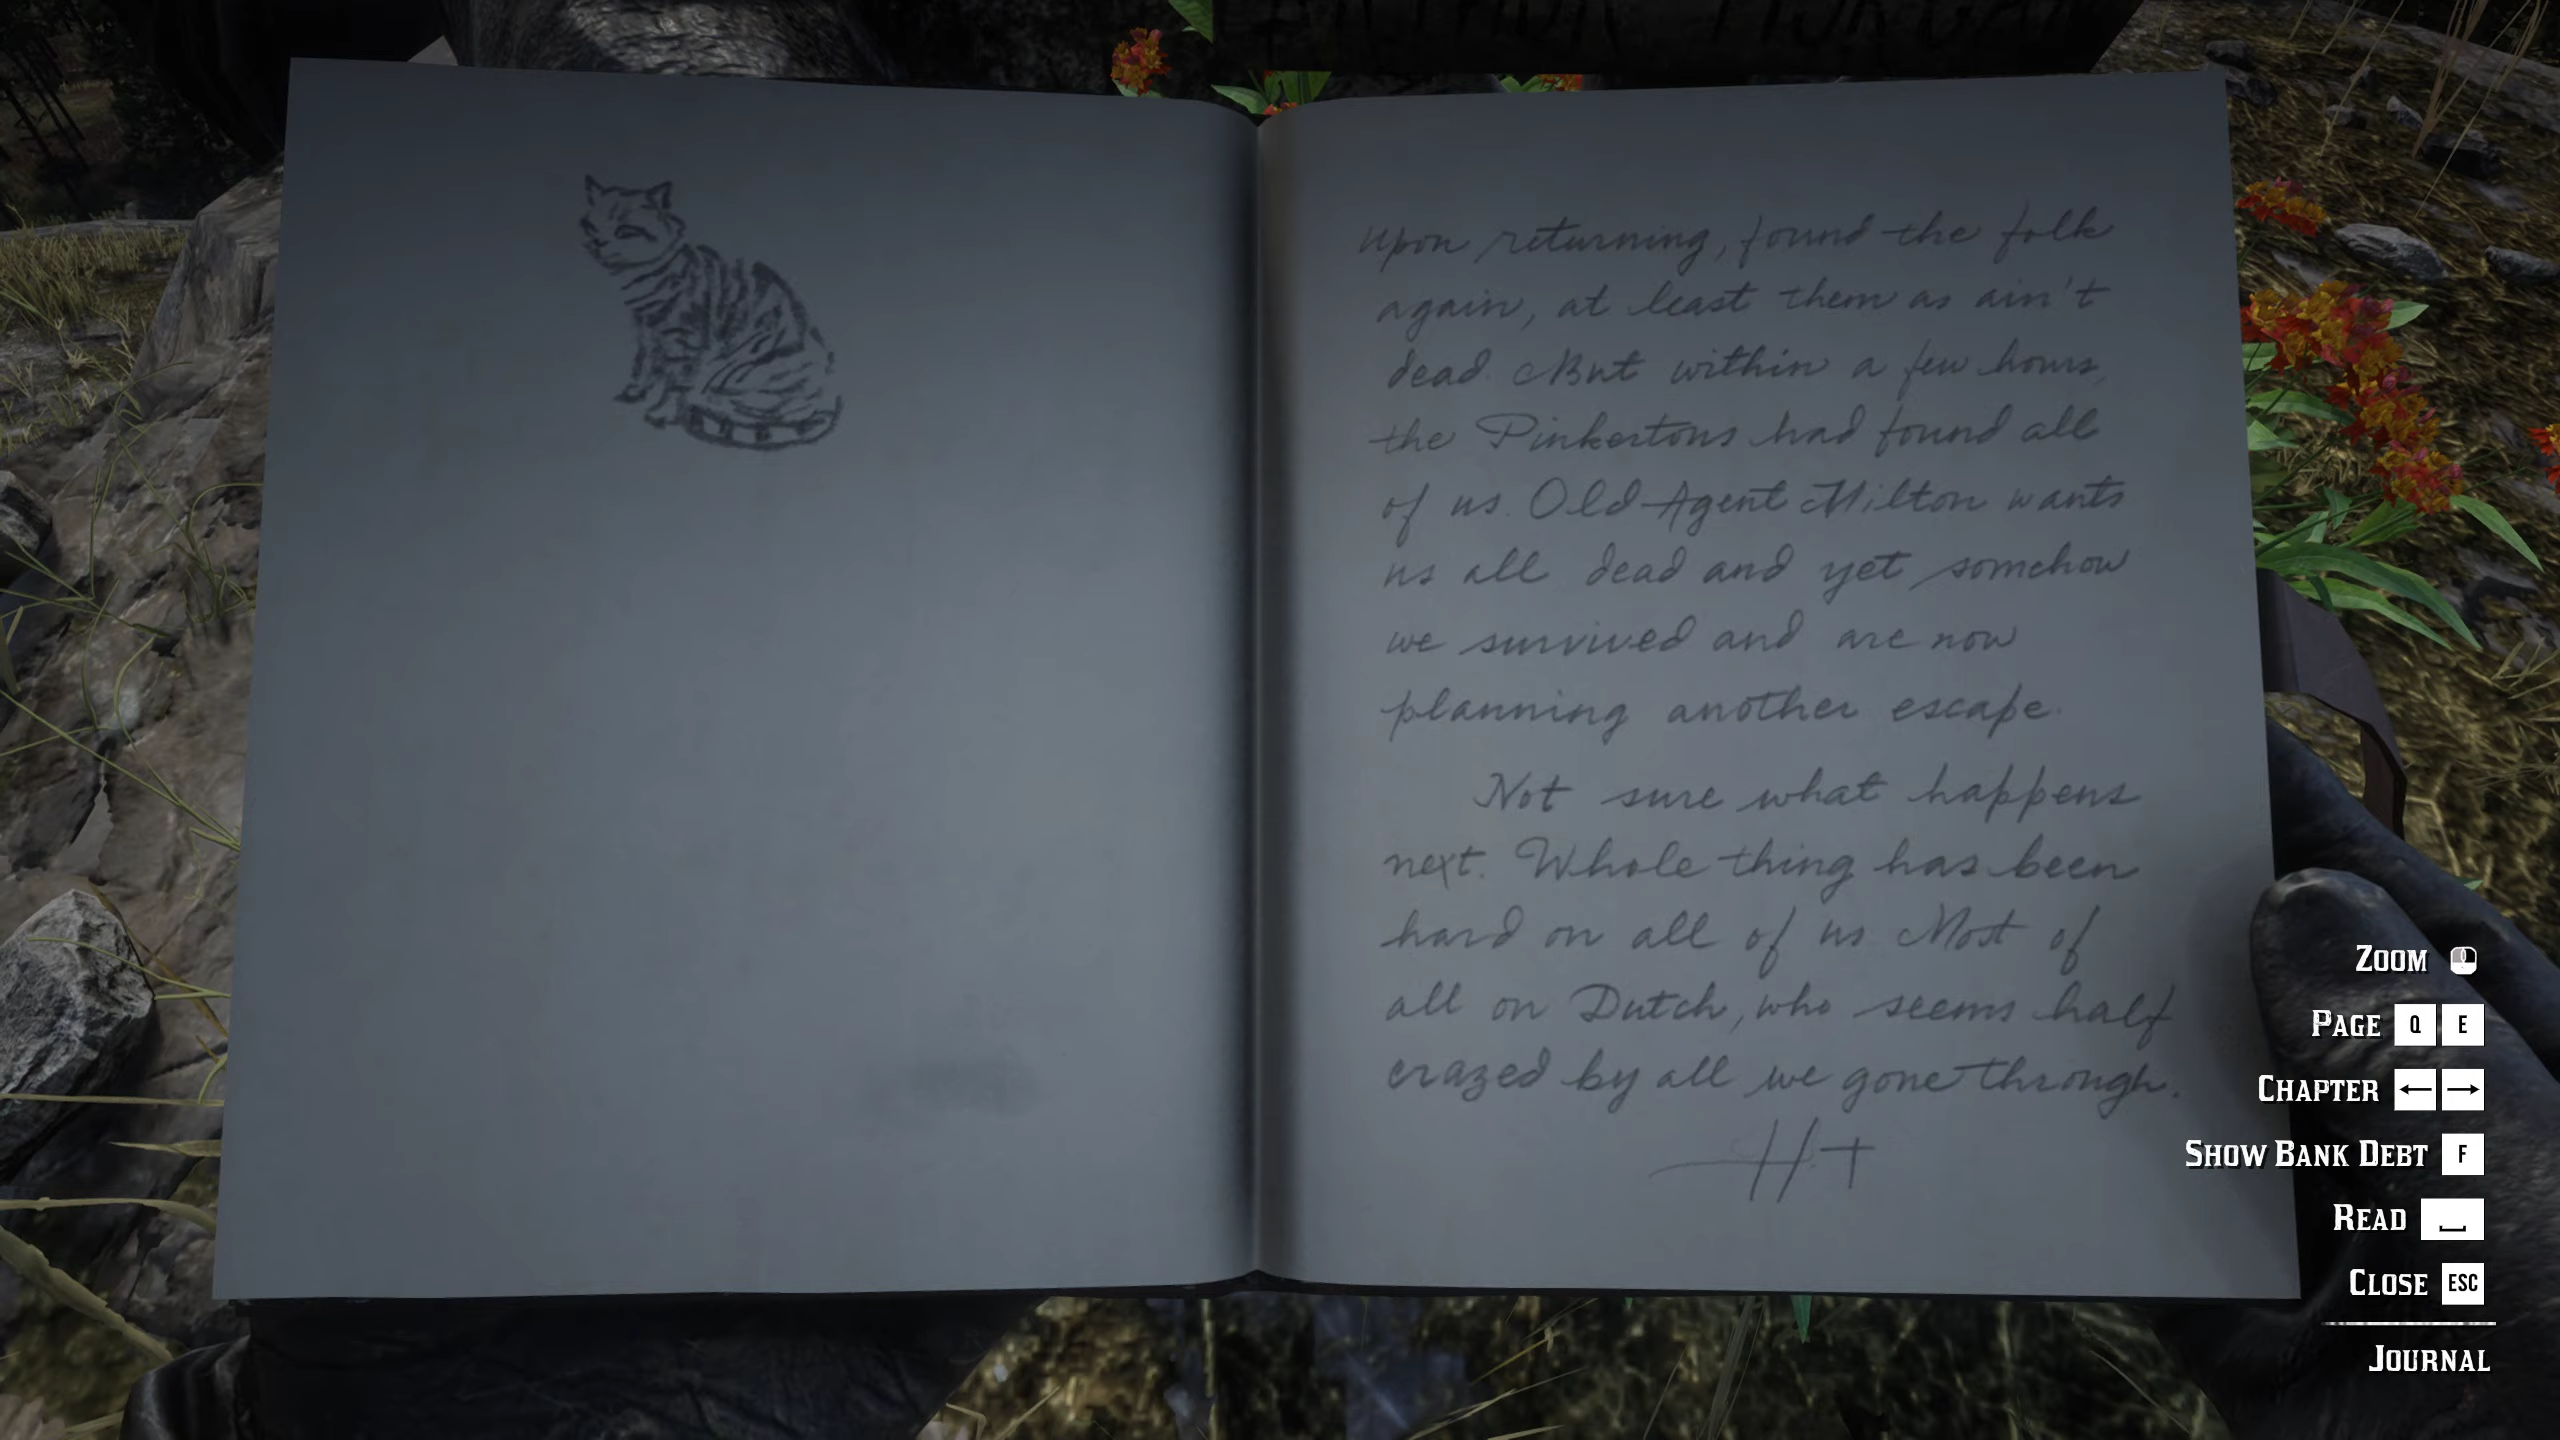 ARTHUR MORGAN
Upon returning, found the folk
again, at least them as ain't
dead. But within a few hours,
the Pinkertons had found all
of us. Old Agent Milton wants
us all dead and yet somehow
we survived and are now
planning another escape.
Not sure what happens
next. Whole thing has been
hard on all of us. Most of
all on Dutch, who seems half
crazed by all we gone through.
ZOOM
PAGE Q E
CHAPTER ← →
SHOW BANK DEBT F
READ
CLOSE ESC
JOURNAL